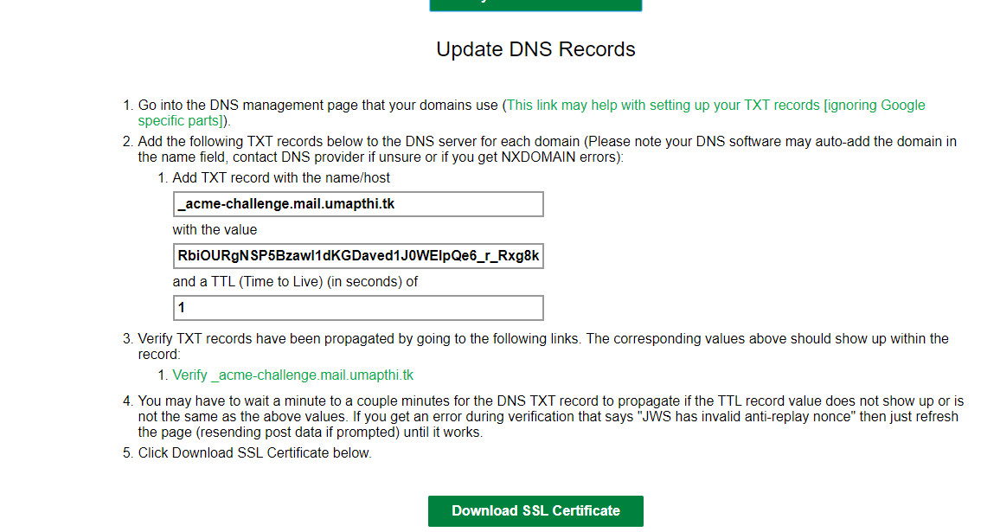 Update DNS Records
1. Go into the DNS management page that your domains use (This link may help with setting up your TXT records [ignoring Google
specific parts]).
2. Add the following TXT records below to the DNS server for each domain (Please note your DNS software may auto-add the domain in
the name field, contact DNS provider if unsure or if you get NXDOMAIN errors):
1. Add TXT record with the name/host
_acme-challenge.mail.umapthi.tk
with the value
RbiOURgNSP5Bzawl1dKGDaved1J0WElpQe6_r_Rxg8k
and a TTL (Time to Live) (in seconds) of
1
3. Verify TXT records have been propagated by going to the following links. The corresponding values above should show up within the
record:
1. Verify _acme-challenge.mail.umapthi.tk
4. You may have to wait a minute to a couple minutes for the DNS TXT record to propagate if the TTL record value does not show up or is
not the same as the above values. If you get an error during verification that says "JWS has invalid anti-replay nonce" then just refresh
the page (resending post data if prompted) until it works.
5. Click Download SSL Certificate below.
Download SSL Certificate